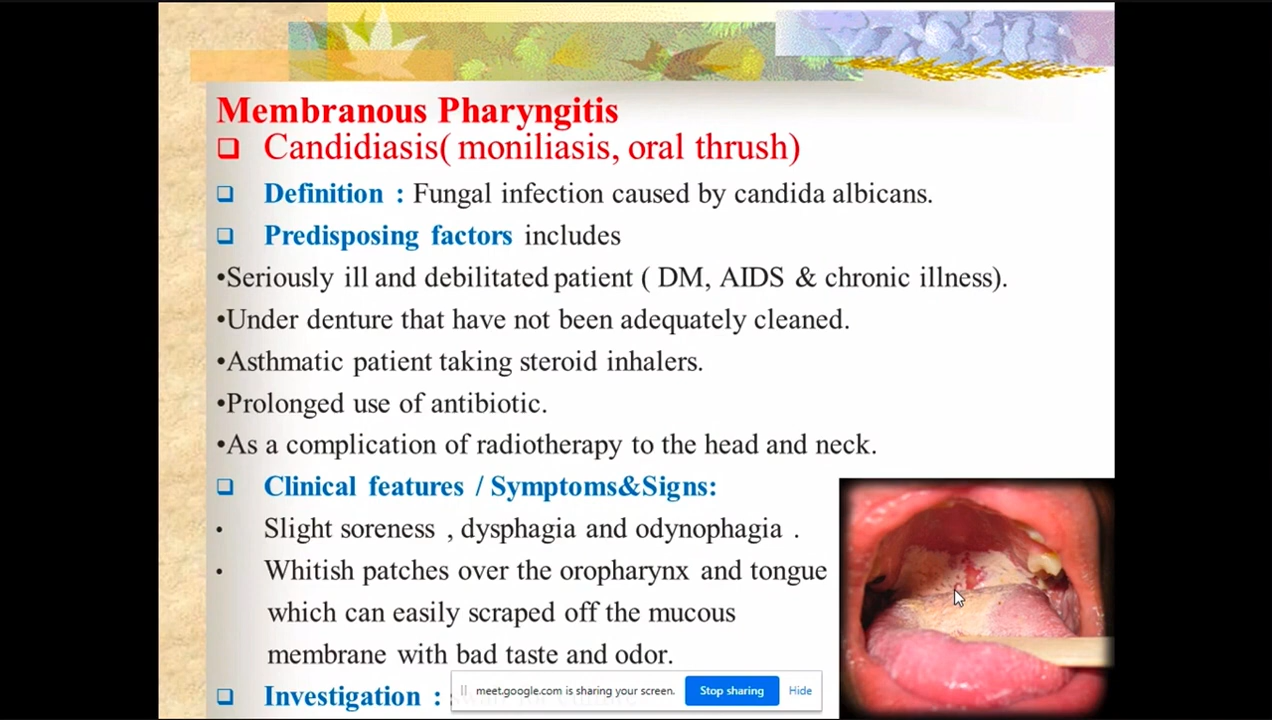 Membranous Pharyngitis
Candidiasis( moniliasis, oral thrush)
Definition : Fungal infection caused by candida albicans.
Predisposing factors includes
•Seriously ill and debilitated patient ( DM, AIDS & chronic illness).
•Under denture that have not been adequately cleaned.
•Asthmatic patient taking steroid inhalers.
•Prolonged use of antibiotic.
•As a complication of radiotherapy to the head and neck.
Clinical features / Symptoms&Signs:
• Slight soreness , dysphagia and odynophagia .
• Whitish patches over the oropharynx and tongue
which can easily scraped off the mucous
membrane with bad taste and odor.
Investigation :
meet.google.com is sharing your screen. Stop sharing Hide